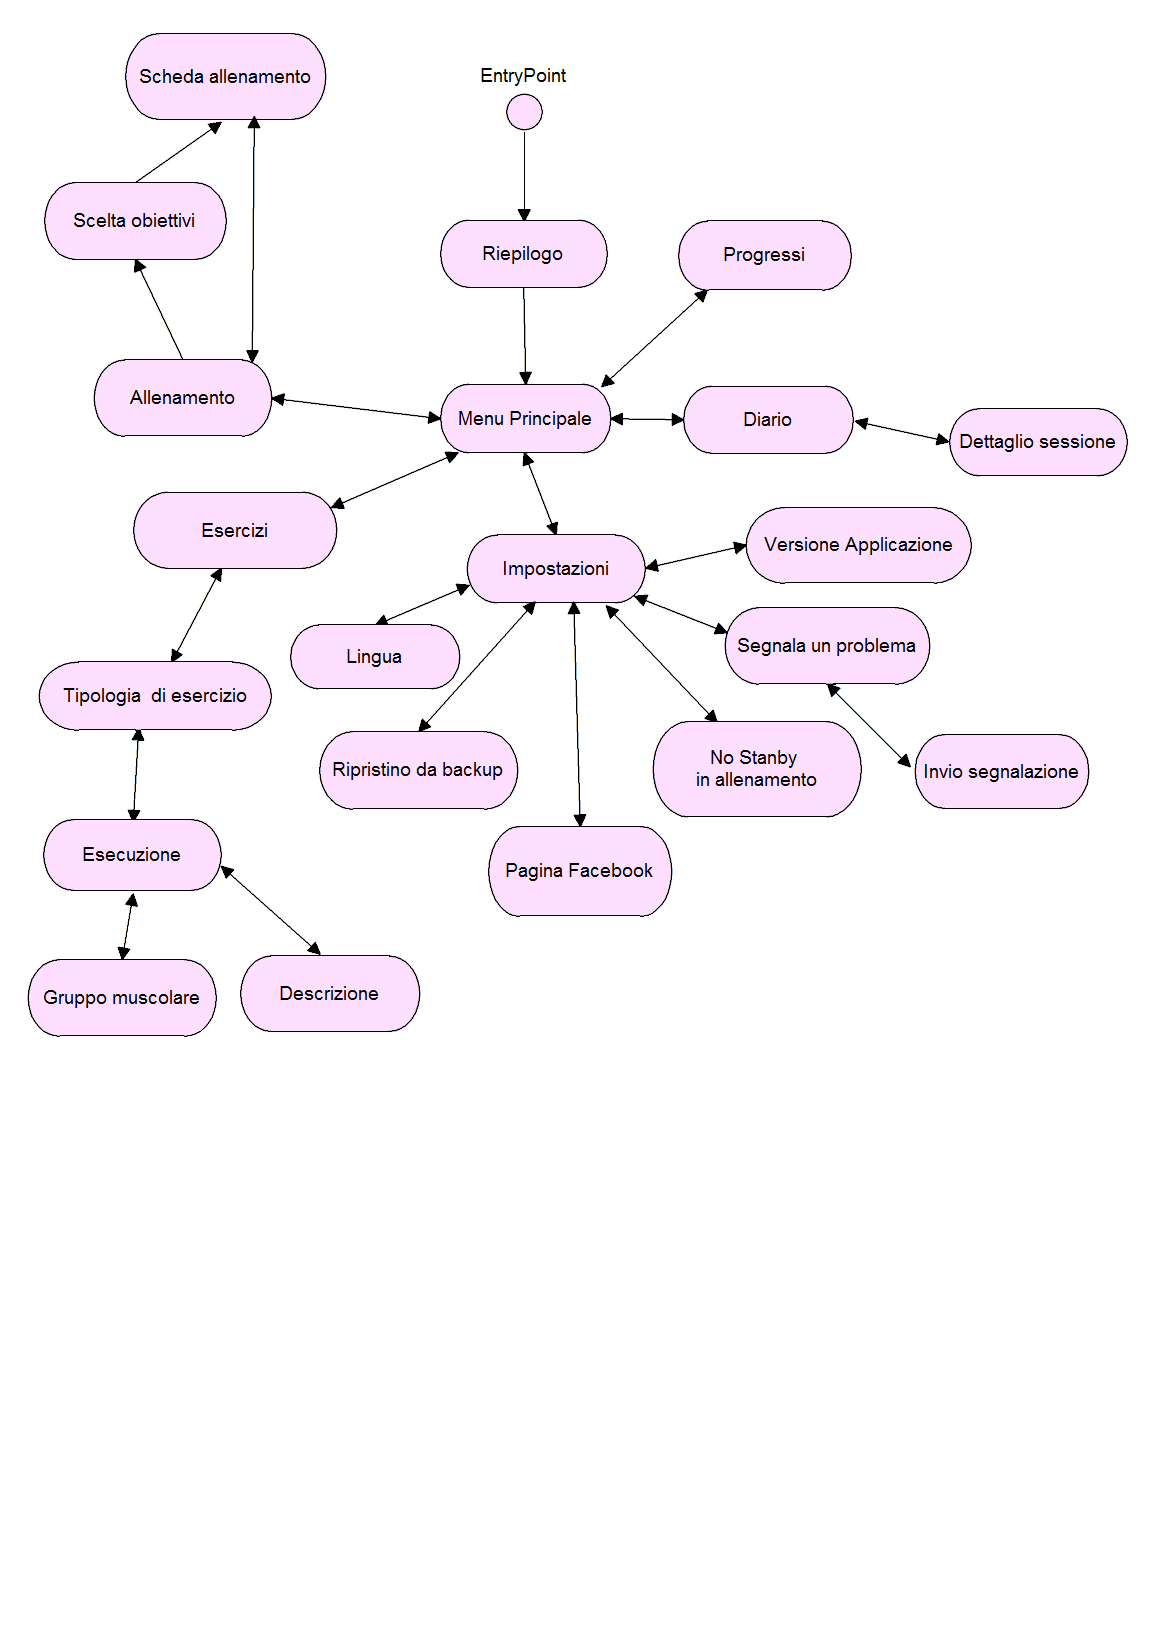 Scheda allenamento
EntryPoint
Scelta obiettivi
Riepilogo
Progressi
Allenamento
Menu Principale
Diario
Dettaglio sessione
Esercizi
Versione Applicazione
Impostazioni
Segnala un problema
Lingua
Tipologia  di esercizio
Ripristino da backup
No Stanby
in allenamento
Invio segnalazione
Esecuzione
Pagina Facebook
Gruppo muscolare
Descrizione